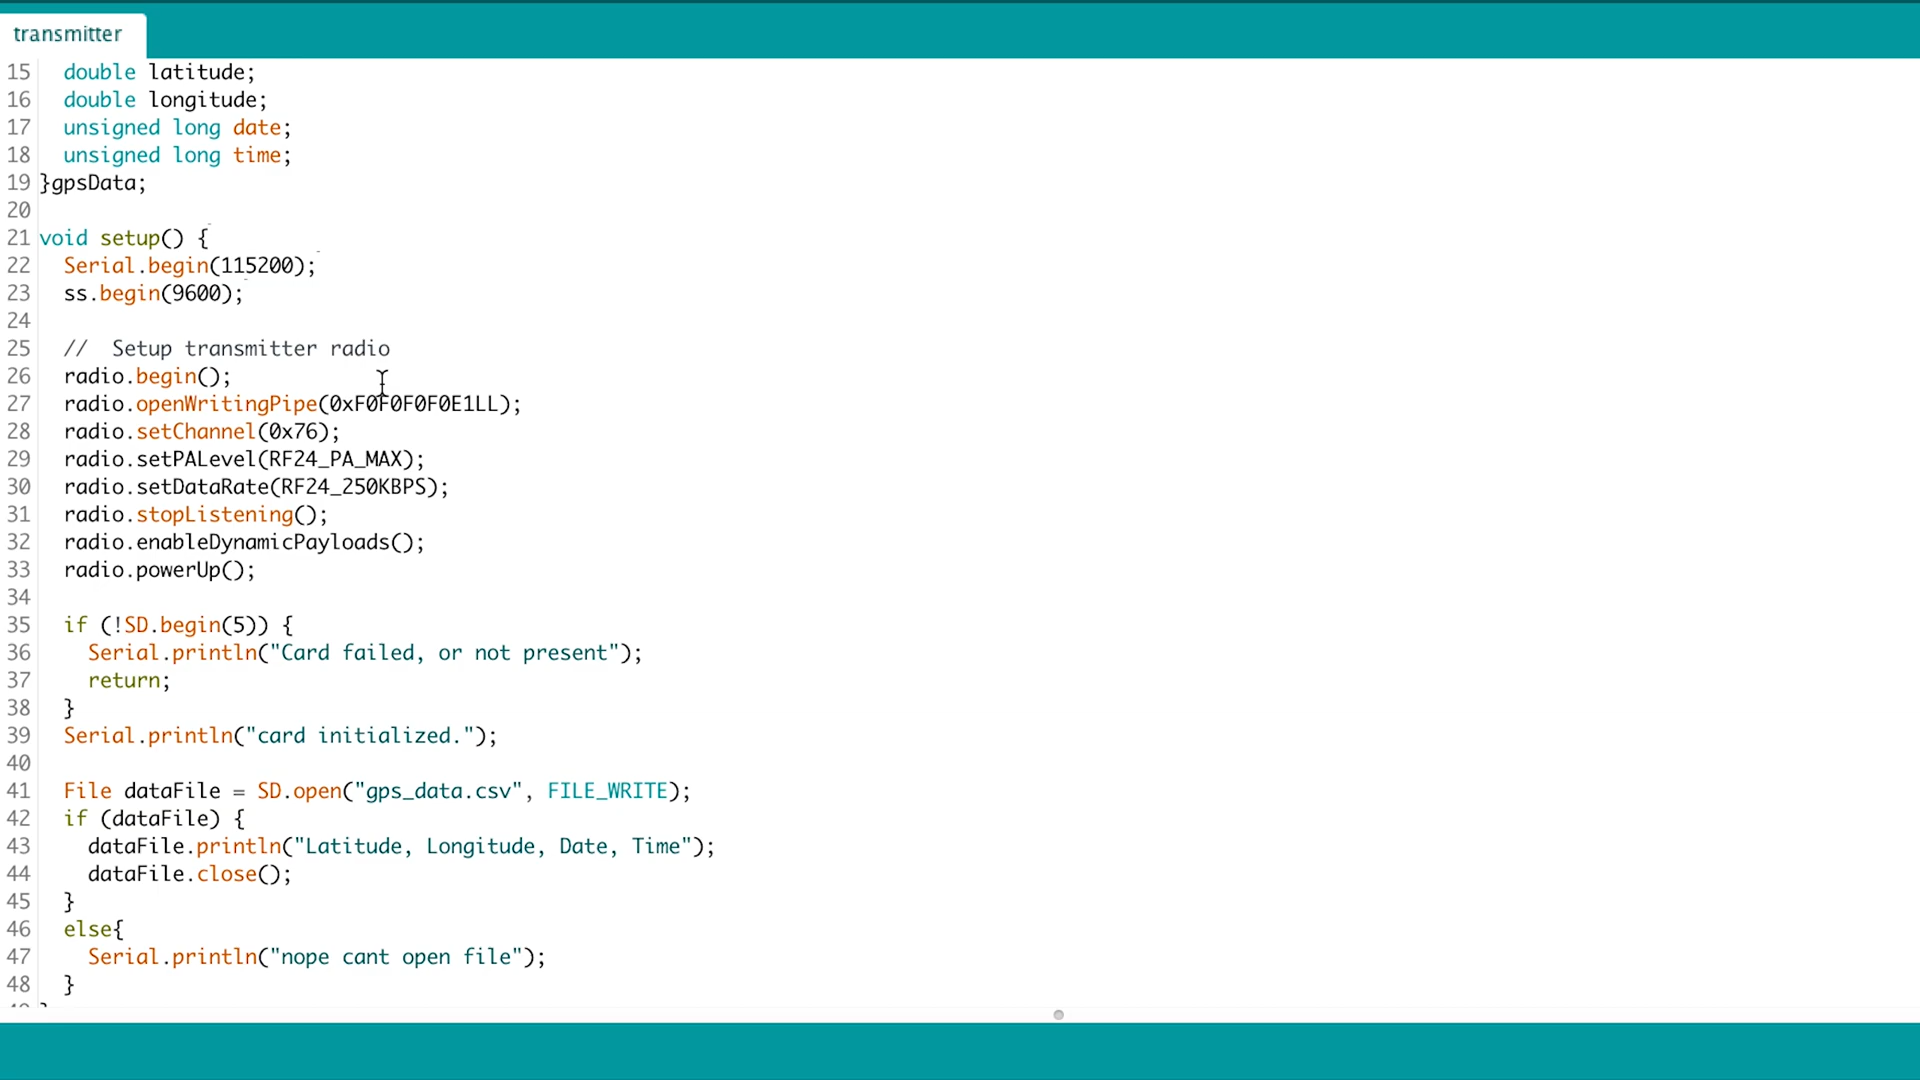 transmitter
15 double latitude;
16 double longitude;
17 unsigned long date;
18 unsigned long time;
19 }gpsData;
20
21 void setup() {
22 Serial.begin(115200);
23 ss.begin(9600);
24
25 //  Setup transmitter radio
26 radio.begin();
27 radio.openWritingPipe(0xF0F0F0F0E1LL);
28 radio.setChannel(0x76);
29 radio.setPALevel(RF24_PA_MAX);
30 radio.setDataRate(RF24_250KBPS);
31 radio.stopListening();
32 radio.enableDynamicPayloads();
33 radio.powerUp();
34
35 if (!SD.begin(5)) {
36 Serial.println("Card failed, or not present");
37 return;
38 }
39 Serial.println("card initialized.");
40
41 File dataFile = SD.open("gps_data.csv", FILE_WRITE);
42 if (dataFile) {
43 dataFile.println("Latitude, Longitude, Date, Time");
44 dataFile.close();
45 }
46 else{
47 Serial.println("nope cant open file");
48 }